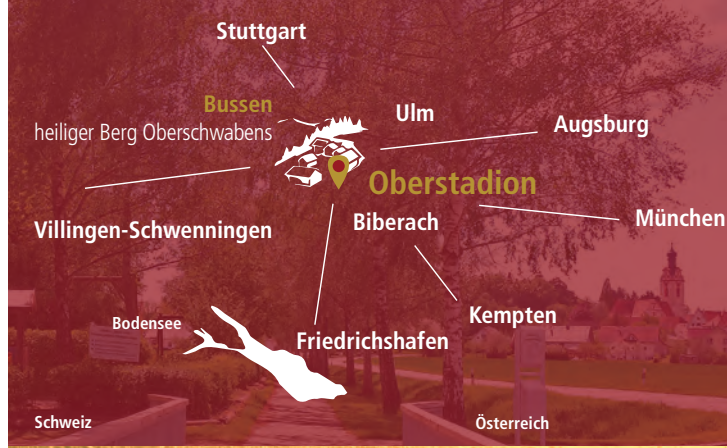 Stuttgart
Bussen
heiliger Berg Oberschwabens
Ulm
Augsburg
Oberstadion
Villingen-Schwenningen
Biberach
München
Bodensee
Friedrichshafen
Kempten
Schweiz
Österreich